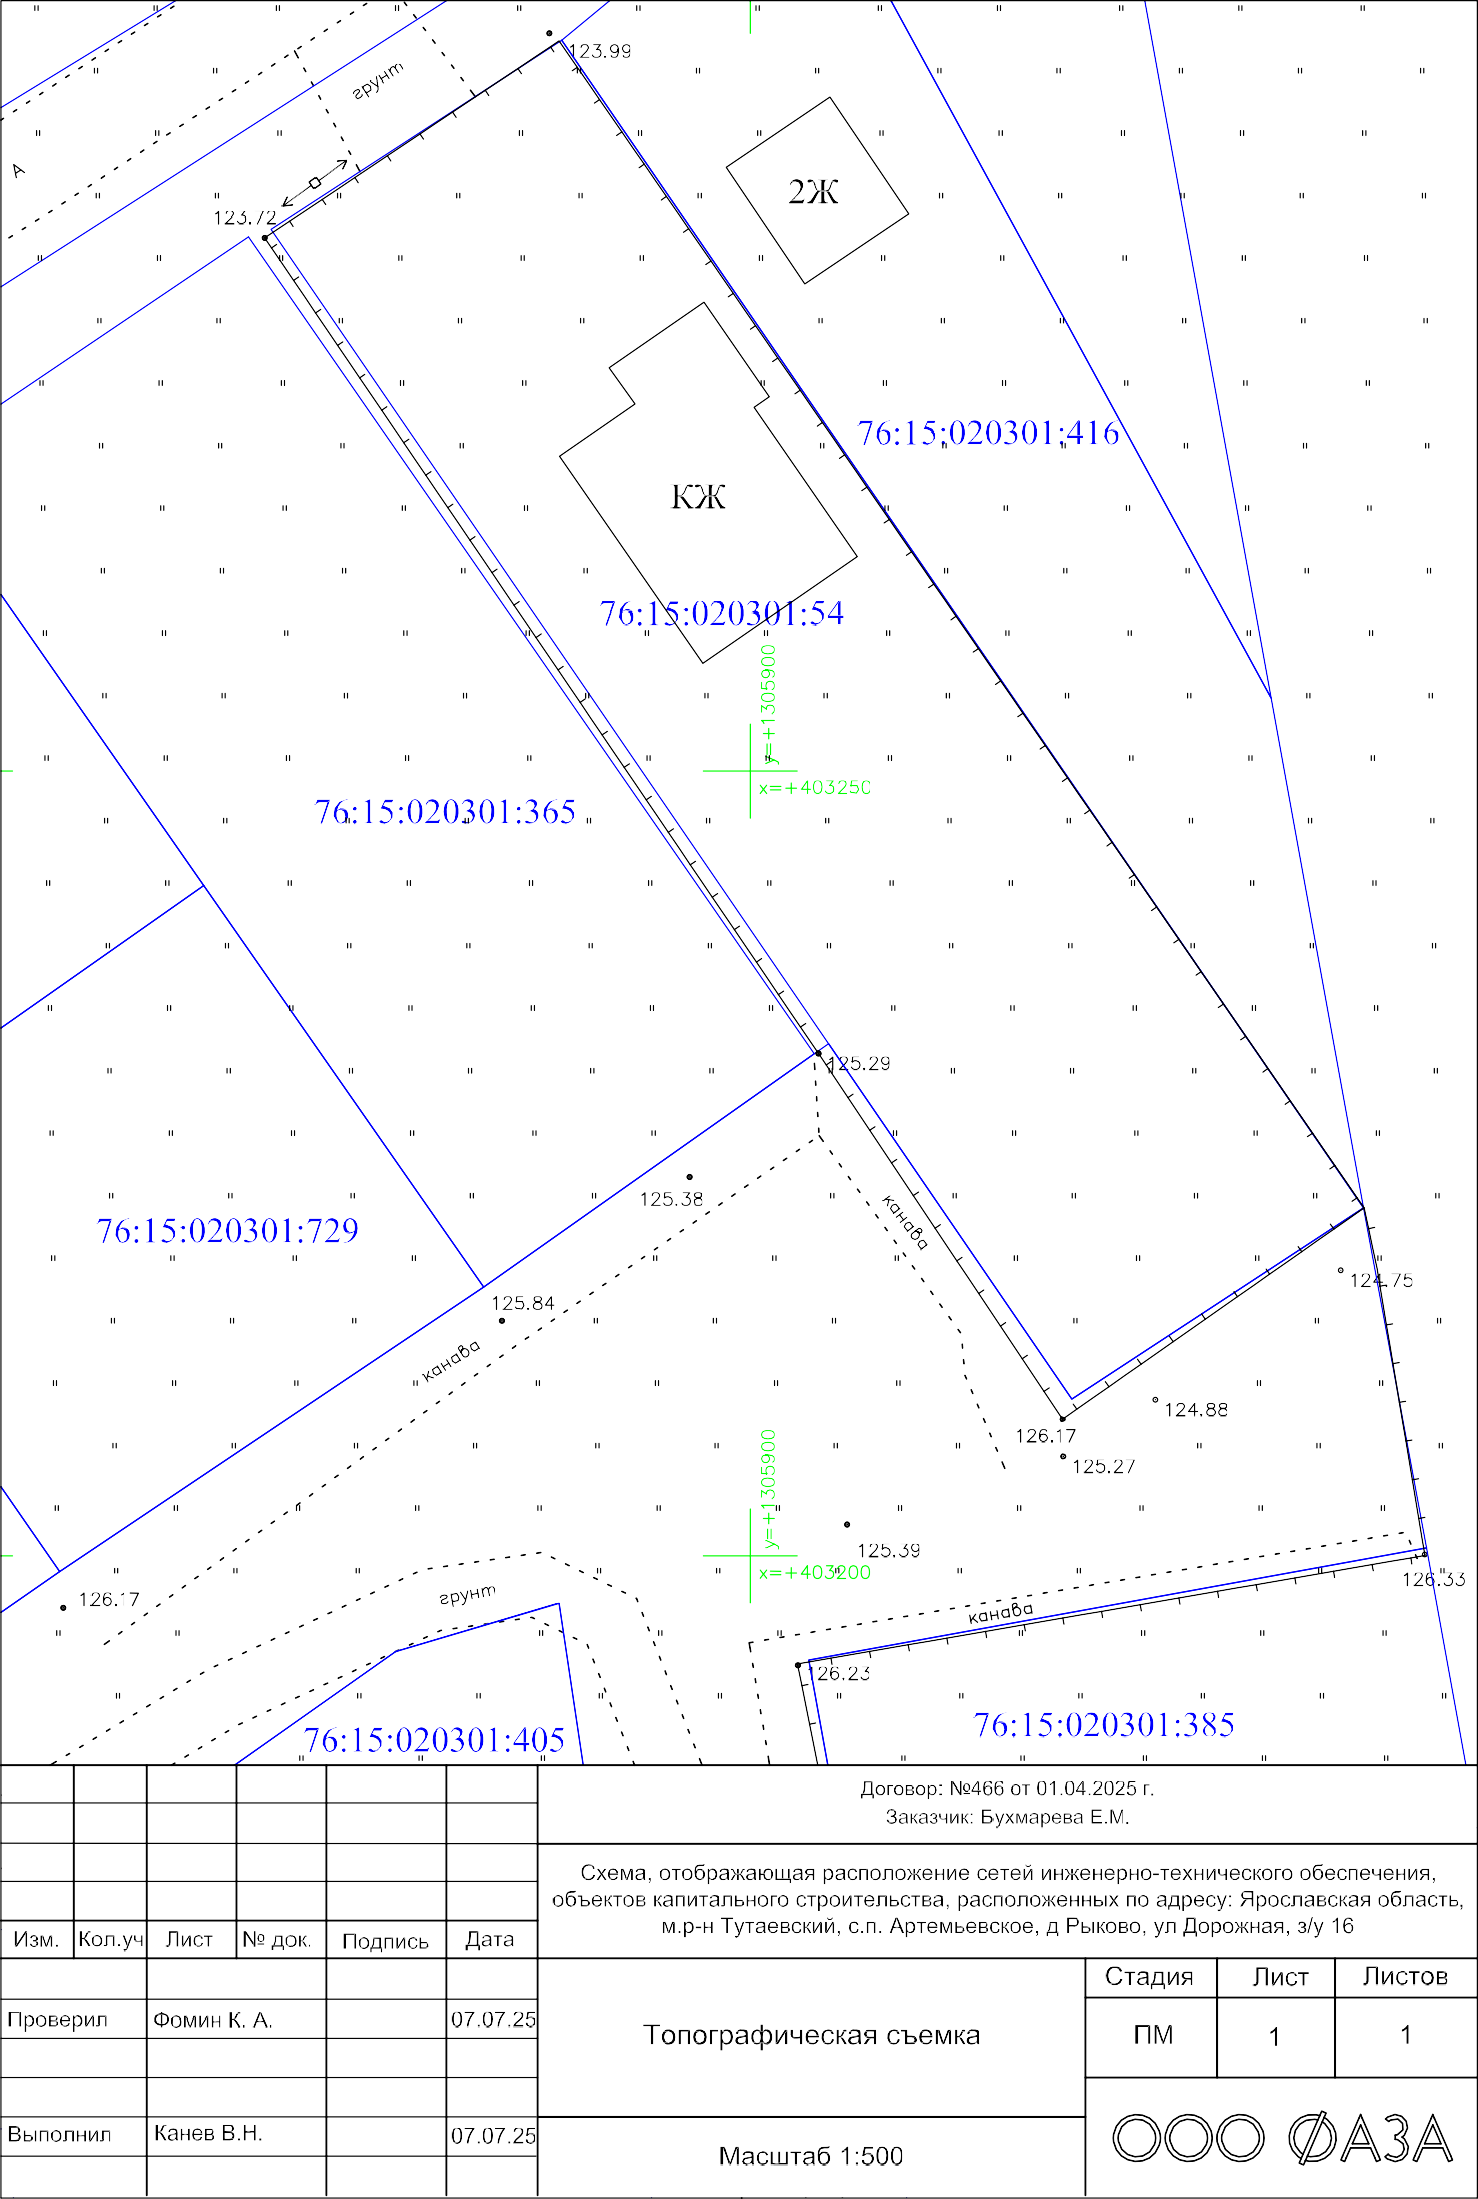 123.99
грунт
А
123.72
2Ж
76:15:020301:416
КЖ
76:15:020301:54
y=+1305900
x=+403250
76:15:020301:365
125.29
125.38
канава
76:15:020301:729
124.75
125.84
канава
124.88
126.17
125.27
y=+1305900
125.39
x=+403200
126.33
126.17
грунт
канава
126.23
76:15:020301:385
76:15:020301:405
Договор: №466 от 01.04.2025 г.
Заказчик: Бухмарева Е.М.
Схема, отображающая расположение сетей инженерно-технического обеспечения,
объектов капитального строительства, расположенных по адресу: Ярославская область,
м.р-н Тутаевский, с.п. Артемьевское, д Рыково, ул Дорожная, з/у 16
Изм. Кол.уч Лист № док. Подпись Дата
Стадия Лист Листов
Проверил Фомин К. А. 07.07.25
Топографическая съемка
ПМ 1 1
Выполнил Канев В.Н. 07.07.25
Масштаб 1:500
ООО ФАЗА